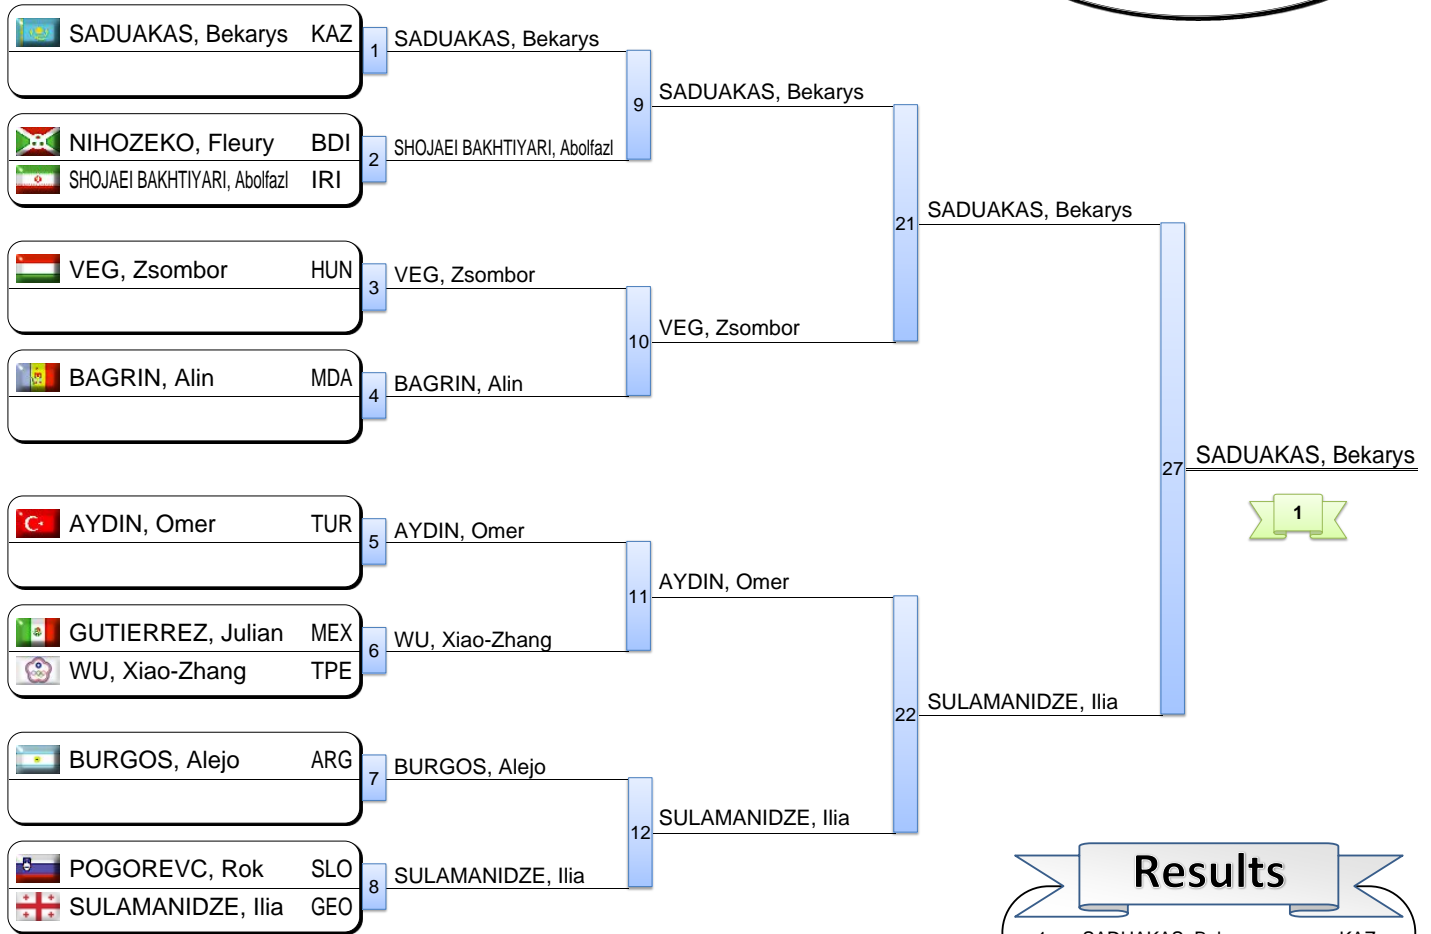 SADUAKAS, Bekarys KAZ
1 SADUAKAS, Bekarys
9 SADUAKAS, Bekarys
NIHOZEKO, Fleury BDI
2 SHOJAEI BAKHTIYARI, Abolfazl
SHOJAEI BAKHTIYARI, Abolfazl IRI
21 SADUAKAS, Bekarys
VEG, Zsombor HUN
3 VEG, Zsombor
10 VEG, Zsombor
BAGRIN, Alin MDA
4 BAGRIN, Alin
27 SADUAKAS, Bekarys
1
AYDIN, Omer TUR
5 AYDIN, Omer
11 AYDIN, Omer
GUTIERREZ, Julian MEX
6 WU, Xiao-Zhang
WU, Xiao-Zhang TPE
22 SULAMANIDZE, Ilia
BURGOS, Alejo ARG
7 BURGOS, Alejo
12 SULAMANIDZE, Ilia
POGOREVC, Rok SLO
8 SULAMANIDZE, Ilia
SULAMANIDZE, Ilia GEO
Results